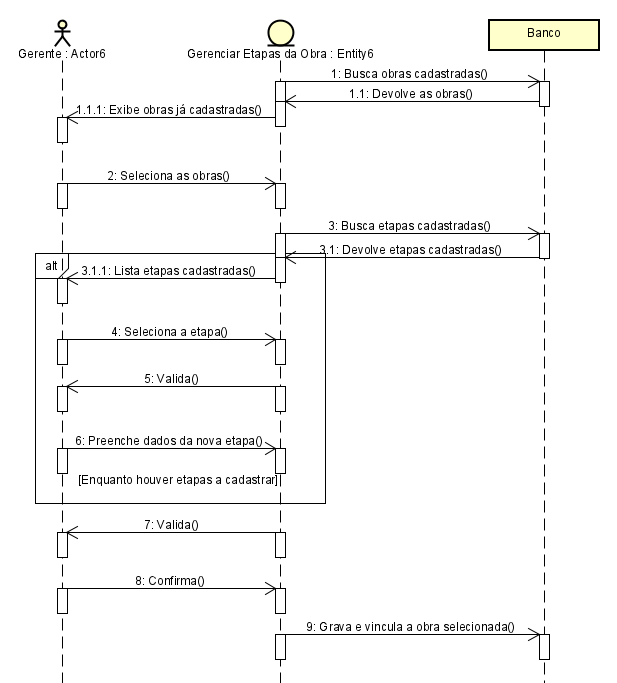 Banco
Gerente : Actor6
Gerenciar Etapas da Obra : Entity6
1: Busca obras cadastradas()
1.1: Devolve as obras()
1.1.1: Exibe obras já cadastradas()
2: Seleciona as obras()
3: Busca etapas cadastradas()
3.1: Devolve etapas cadastradas()
alt
3.1.1: Lista etapas cadastradas()
4: Seleciona a etapa()
5: Valida()
6: Preenche dados da nova etapa()
[Enquanto houver etapas a cadastrar]
7: Valida()
8: Confirma()
9: Grava e vincula a obra selecionada()